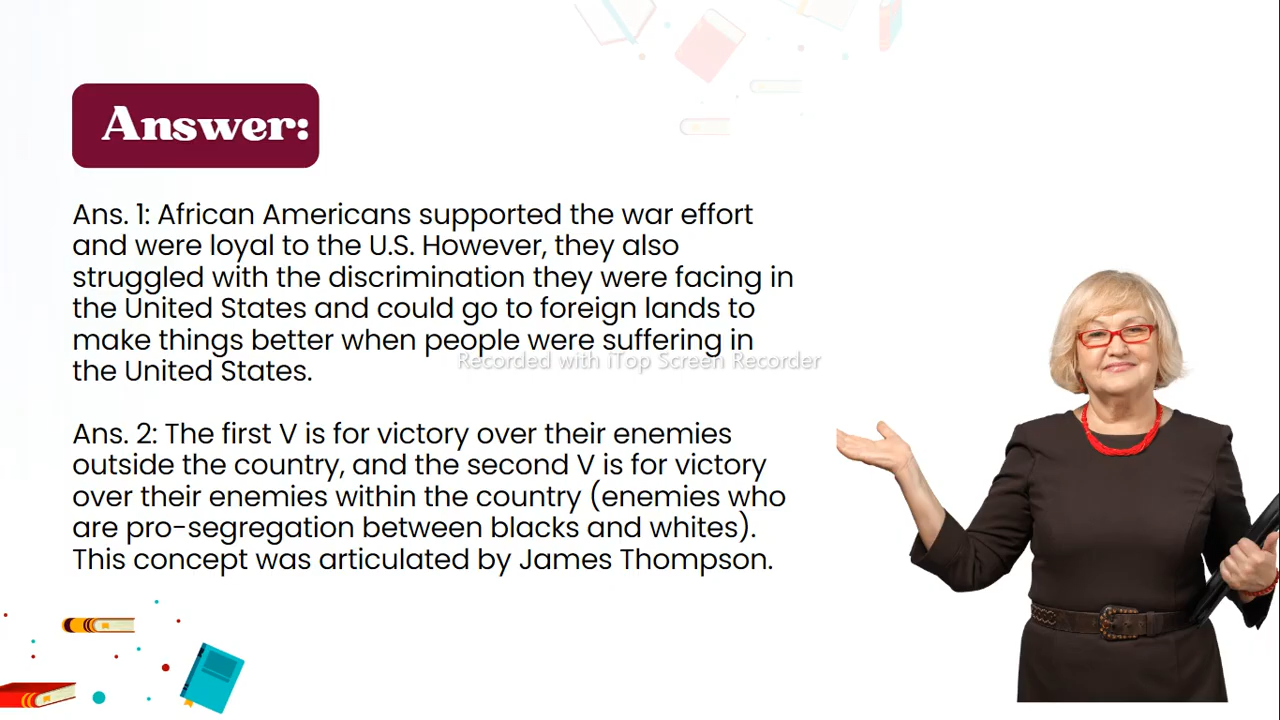 Answer:
Ans. 1: African Americans supported the war effort
and were loyal to the U.S. However, they also
struggled with the discrimination they were facing in
the United States and could go to foreign lands to
make things better when people were suffering in
the United States.
Recorded with iTop Screen Recorder
Ans. 2: The first V is for victory over their enemies
outside the country, and the second V is for victory
over their enemies within the country (enemies who
are pro-segregation between blacks and whites).
This concept was articulated by James Thompson.